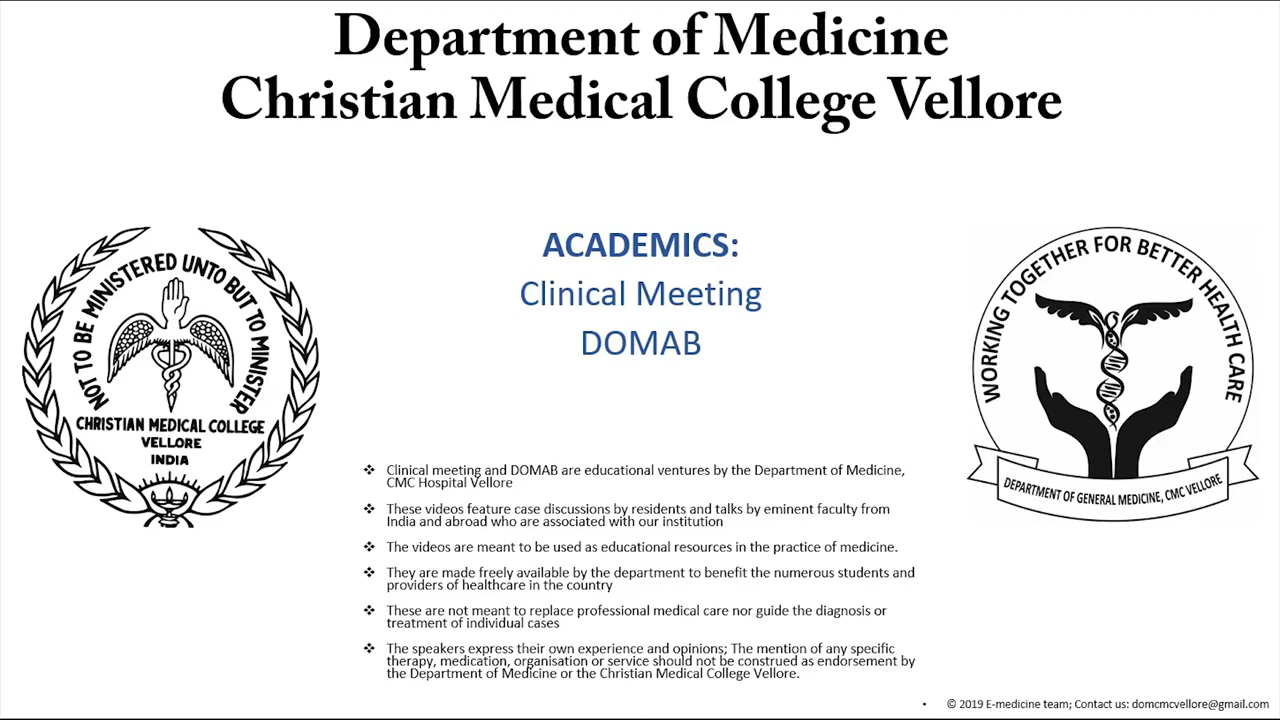 Department of Medicine
Christian Medical College Vellore
NOT TO BE MINISTERED UNTO BUT TO MINISTER
CHRISTIAN MEDICAL COLLEGE
VELLORE
INDIA
ACADEMICS:
Clinical Meeting
DOMAB
WORKING TOGETHER FOR BETTER HEALTH CARE
DEPARTMENT OF GENERAL MEDICINE, CMC VELLORE
❖ Clinical meeting and DOMAB are educational ventures by the Department of Medicine,
CMC Hospital Vellore
❖ These videos feature case discussions by residents and talks by eminent faculty from
India and abroad who are associated with our institution
❖ The videos are meant to be used as educational resources in the practice of medicine.
❖ They are made freely available by the department to benefit the numerous students and
providers of healthcare in the country
❖ These are not meant to replace professional medical care nor guide the diagnosis or
treatment of individual cases
❖ The speakers express their own experience and opinions; The mention of any specific
therapy, medication, organisation or service should not be construed as endorsement by
the Department of Medicine or the Christian Medical College Vellore.
• © 2019 E-medicine team; Contact us: domcmcvellore@gmail.com